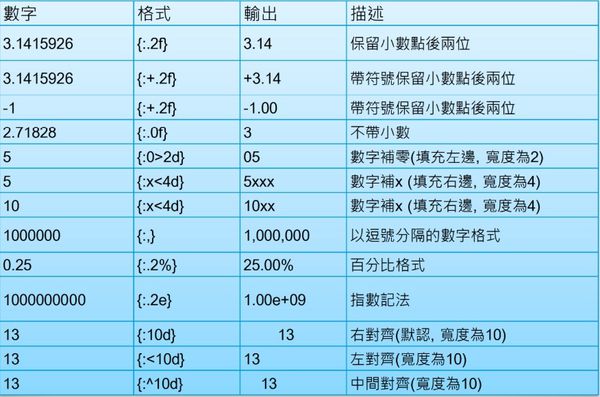 數字 格式 輸出 描述
3.1415926 {:.2f} 3.14 保留小數點後兩位
3.1415926 {:+.2f} +3.14 帶符號保留小數點後兩位
-1 {:+.2f} -1.00 帶符號保留小數點後兩位
2.71828 {:.0f} 3 不帶小數
5 {:0>2d} 05 數字補零(填充左邊, 寬度為2)
5 {:x<4d} 5xxx 數字補x (填充右邊, 寬度為4)
10 {:x<4d} 10xx 數字補x (填充右邊, 寬度為4)
1000000 {:,} 1,000,000 以逗號分隔的數字格式
0.25 {:.2%} 25.00% 百分比格式
1000000000 {:.2e} 1.00e+09 指數記法
13 {:10d} 13 右對齊(默認, 寬度為10)
13 {:<10d} 13 左對齊(寬度為10)
13 {:^10d} 13 中間對齊(寬度為10)